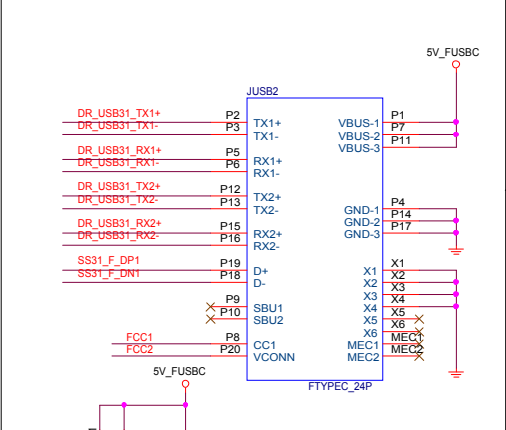 5V_FUSBC
JUSB2
DR_USB31_TX1+ P2 TX1+ VBUS-1 P1
DR_USB31_TX1- P3 TX1- VBUS-2 P7
VBUS-3 P11
DR_USB31_RX1+ P5 RX1+
DR_USB31_RX1- P6 RX1-
DR_USB31_TX2+ P12 TX2+
DR_USB31_TX2- P13 TX2- GND-1 P4
GND-2 P14
DR_USB31_RX2+ P15 RX2+ GND-3 P17
DR_USB31_RX2- P16 RX2-
SS31_F_DP1 P19 D+ X1 X1
SS31_F_DN1 P18 D- X2 X2
X3 X3
P9 SBU1 X4 X4
P10 SBU2 X5 X5
X6 X6
FCC1 P8 CC1 MEC1 MEC1
FCC2 P20 VCONN MEC2 MEC2
5V_FUSBC
FTYPEC_24P